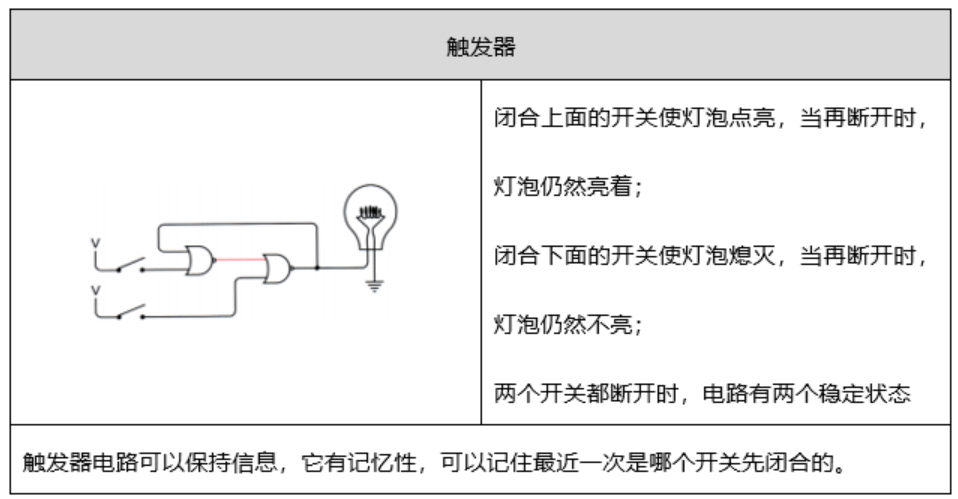 触发器
闭合上面的开关使灯泡点亮，当再断开时，
灯泡仍然亮着；
闭合下面的开关使灯泡熄灭，当再断开时，
灯泡仍然不亮；
两个开关都断开时，电路有两个稳定状态
V
V
触发器电路可以保持信息，它有记忆性，可以记住最近一次是哪个开关先闭合的。